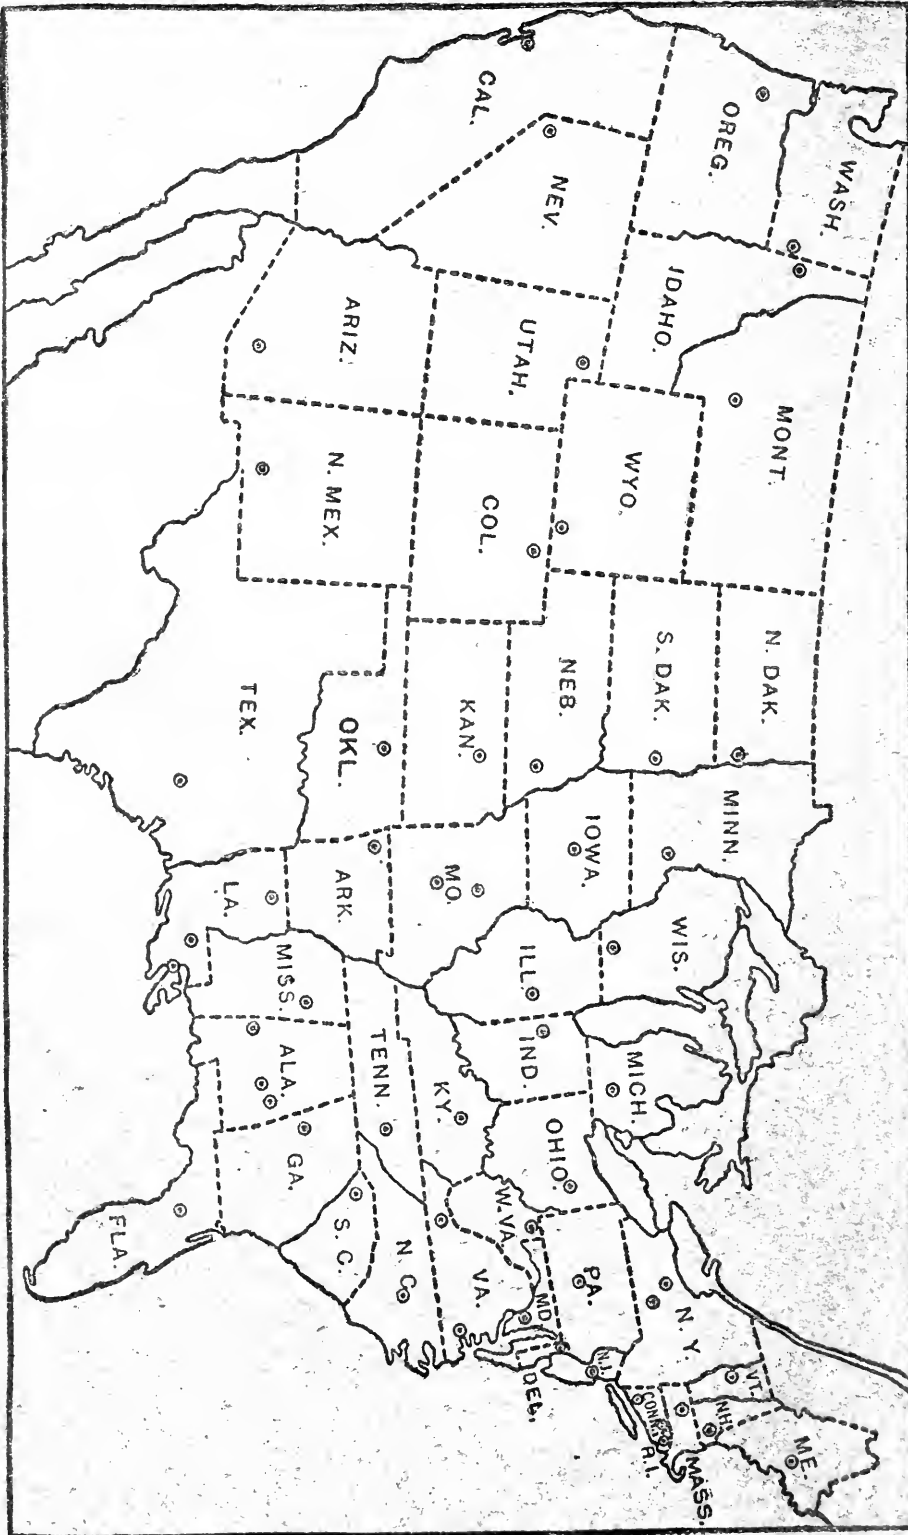 WASH.
OREG.
CAL.
NEV.
IDAHO.
MONT.
WYO.
UTAH.
ARIZ.
N. MEX.
COL.
N. DAK.
S. DAK.
NEB.
KAN.
OKL.
TEX.
MINN.
IOWA.
MO.
ARK.
LA.
WIS.
ILL.
MISS.
MICH.
IND.
OHIO.
KY.
TENN.
ALA.
GA.
FLA.
S. C.
N. C.
VA.
W. VA.
MD.
DEL.
PA.
N. J.
N. Y.
CONN.
R. I.
MASS.
VT.
N.H.
ME.